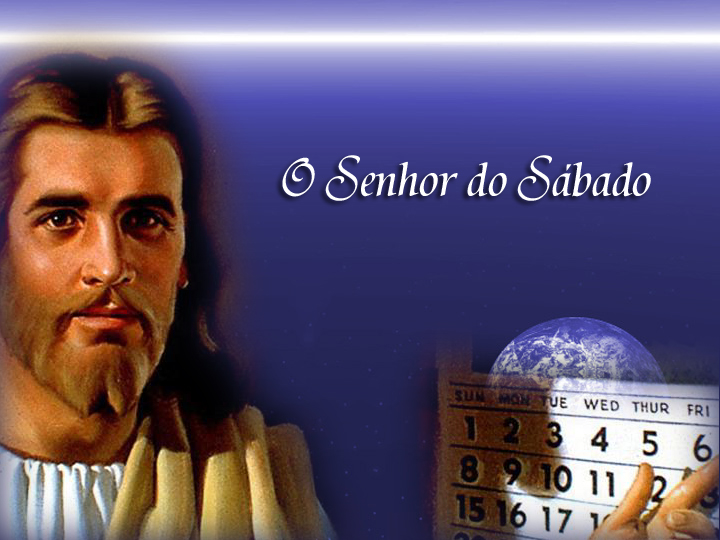 O Senhor do Sábado
SUN MON TUE WED THUR FRI
1 2 3 4 5 6
8 9 10 11
15 16 17